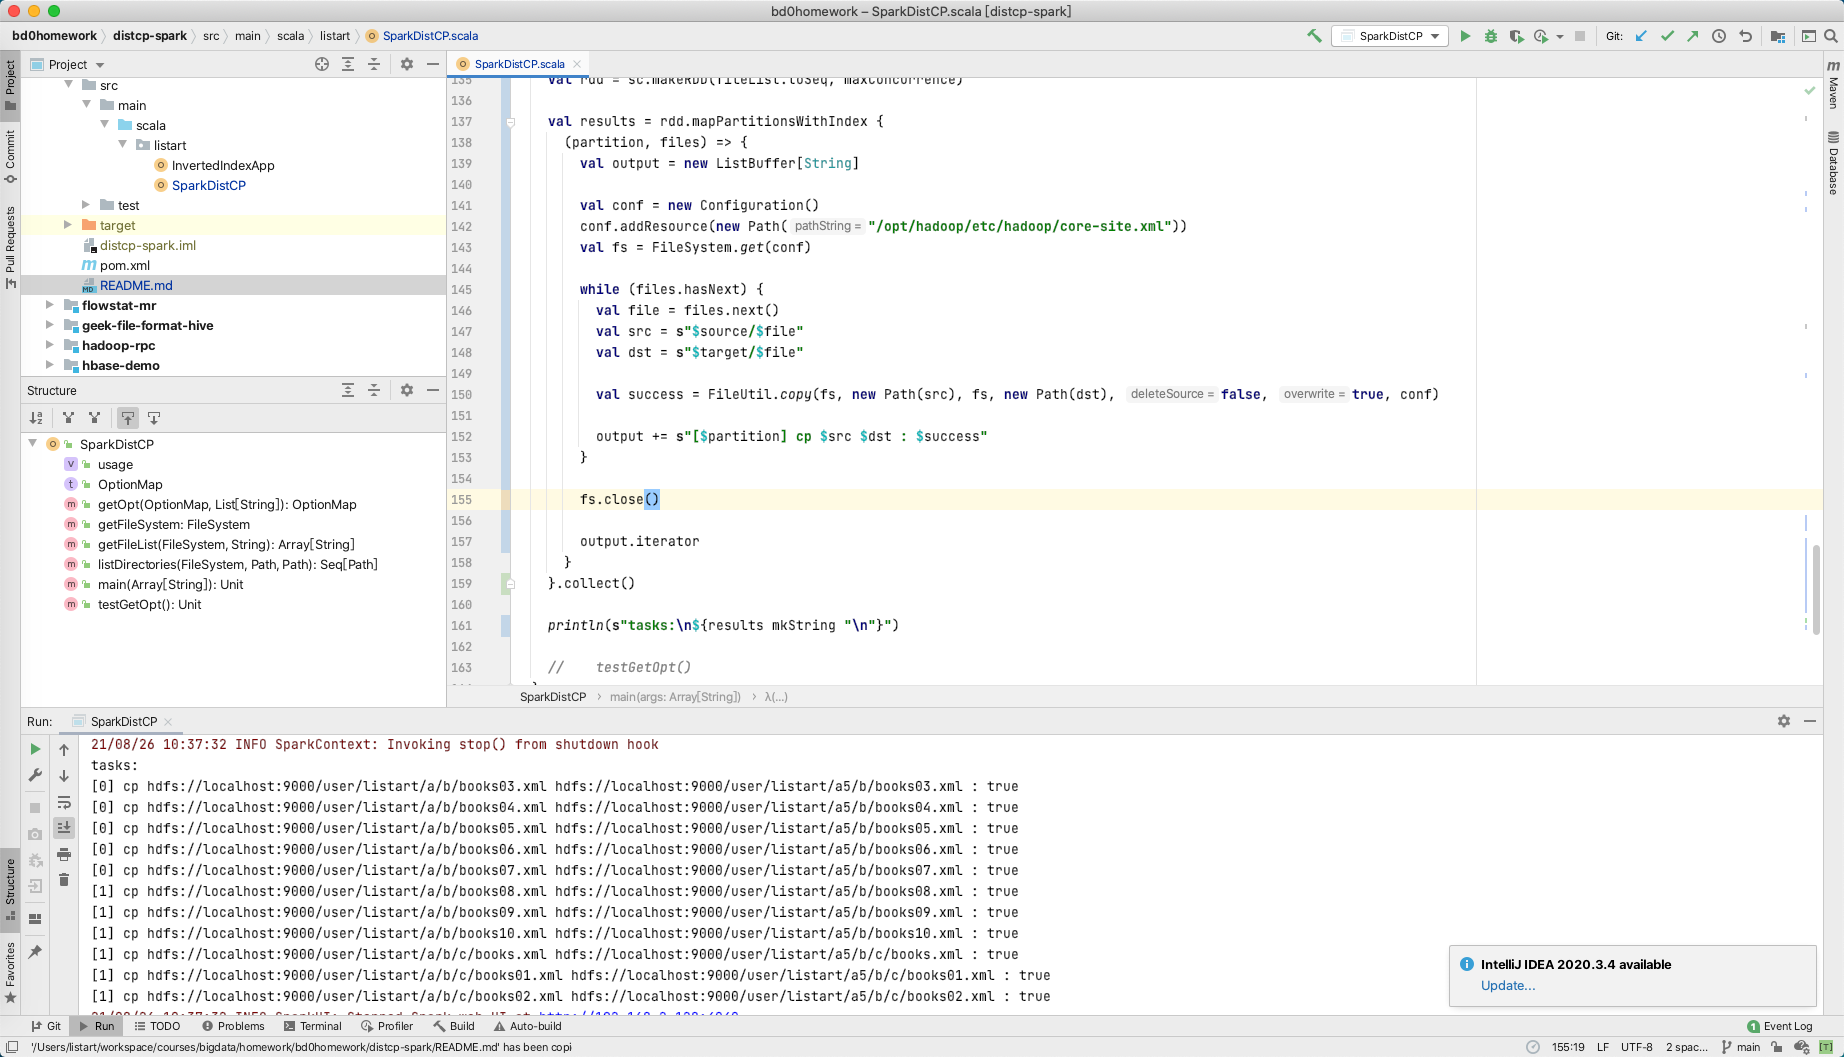 bd0homework – SparkDistCP.scala [distcp-spark]
bd0homework 〉 distcp-spark 〉 src 〉 main 〉 scala 〉 listart 〉 SparkDistCP.scala
SparkDistCP
Git:
Project
Commit
Pull Requests
Structure
Favorites
Maven
Database
Project
src
main
scala
listart
InvertedIndexApp
SparkDistCP
test
target
distcp-spark.iml
pom.xml
README.md
flowstat-mr
geek-file-format-hive
hadoop-rpc
hbase-demo
Structure
SparkDistCP
usage
OptionMap
getOpt(OptionMap, List[String]): OptionMap
getFileSystem: FileSystem
getFileList(FileSystem, String): Array[String]
listDirectories(FileSystem, Path, Path): Seq[Path]
main(Array[String]): Unit
testGetOpt(): Unit
SparkDistCP.scala
135 val rdd = sc.makeRDD(fileList.toSeq, maxConcurrence)
136
137 val results = rdd.mapPartitionsWithIndex {
138 (partition, files) => {
139 val output = new ListBuffer[String]
140
141 val conf = new Configuration()
142 conf.addResource(new Path( pathString = "/opt/hadoop/etc/hadoop/core-site.xml"))
143 val fs = FileSystem.get(conf)
144
145 while (files.hasNext) {
146 val file = files.next()
147 val src = s"$source/$file"
148 val dst = s"$target/$file"
149
150 val success = FileUtil.copy(fs, new Path(src), fs, new Path(dst), deleteSource = false, overwrite = true, conf)
151
152 output += s"[$partition] cp $src $dst : $success"
153 }
154
155 fs.close()
156
157 output.iterator
158 }
159 }.collect()
160
161 println(s"tasks:\n${results mkString "\n"}")
162
163 // testGetOpt()
SparkDistCP 〉 main(args: Array[String]) 〉 λ(...)
Run: SparkDistCP
21/08/26 10:37:32 INFO SparkContext: Invoking stop() from shutdown hook
tasks:
[0] cp hdfs://localhost:9000/user/listart/a/b/books03.xml hdfs://localhost:9000/user/listart/a5/b/books03.xml : true
[0] cp hdfs://localhost:9000/user/listart/a/b/books04.xml hdfs://localhost:9000/user/listart/a5/b/books04.xml : true
[0] cp hdfs://localhost:9000/user/listart/a/b/books05.xml hdfs://localhost:9000/user/listart/a5/b/books05.xml : true
[0] cp hdfs://localhost:9000/user/listart/a/b/books06.xml hdfs://localhost:9000/user/listart/a5/b/books06.xml : true
[0] cp hdfs://localhost:9000/user/listart/a/b/books07.xml hdfs://localhost:9000/user/listart/a5/b/books07.xml : true
[1] cp hdfs://localhost:9000/user/listart/a/b/books08.xml hdfs://localhost:9000/user/listart/a5/b/books08.xml : true
[1] cp hdfs://localhost:9000/user/listart/a/b/books09.xml hdfs://localhost:9000/user/listart/a5/b/books09.xml : true
[1] cp hdfs://localhost:9000/user/listart/a/b/books10.xml hdfs://localhost:9000/user/listart/a5/b/books10.xml : true
[1] cp hdfs://localhost:9000/user/listart/a/b/c/books.xml hdfs://localhost:9000/user/listart/a5/b/c/books.xml : true
[1] cp hdfs://localhost:9000/user/listart/a/b/c/books01.xml hdfs://localhost:9000/user/listart/a5/b/c/books01.xml : true
[1] cp hdfs://localhost:9000/user/listart/a/b/c/books02.xml hdfs://localhost:9000/user/listart/a5/b/c/books02.xml : true
21/08/26 10:37:32 INFO SparkUI: Stopped Spark web UI at
IntelliJ IDEA 2020.3.4 available
Update...
Git Run TODO Problems Terminal Profiler Build Auto-build
1 Event Log
'/Users/listart/workspace/courses/bigdata/homework/bd0homework/distcp-spark/README.md' has been copi
155:19 LF UTF-8 2 spac... main